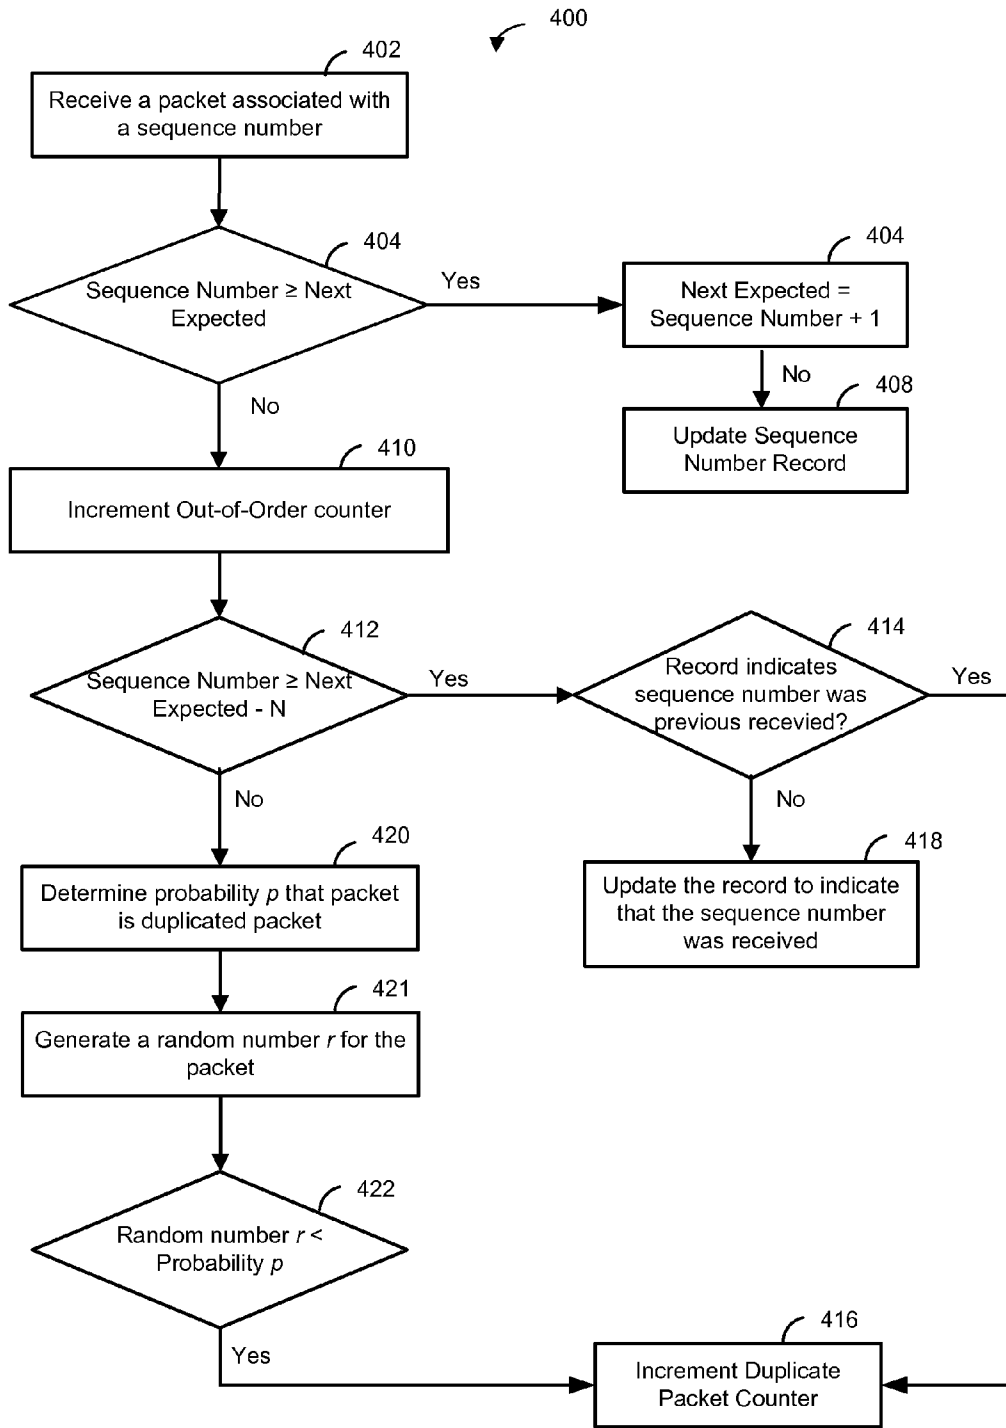 400
402
Receive a packet associated with
a sequence number
404
Sequence Number ≥ Next
Expected
Yes
404
Next Expected =
Sequence Number + 1
No
408
Update Sequence
Number Record
No
410
Increment Out-of-Order counter
412
Sequence Number ≥ Next
Expected - N
Yes
414
Record indicates
sequence number was
previous recevied?
Yes
No
418
Update the record to indicate
that the sequence number
was received
No
420
Determine probability p that packet
is duplicated packet
421
Generate a random number r for the
packet
422
Random number r <
Probability p
Yes
416
Increment Duplicate
Packet Counter